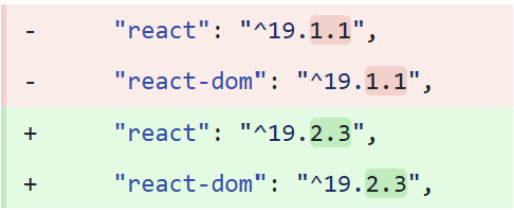 -     "react": "^19.1.1",
-     "react-dom": "^19.1.1",
+     "react": "^19.2.3",
+     "react-dom": "^19.2.3",